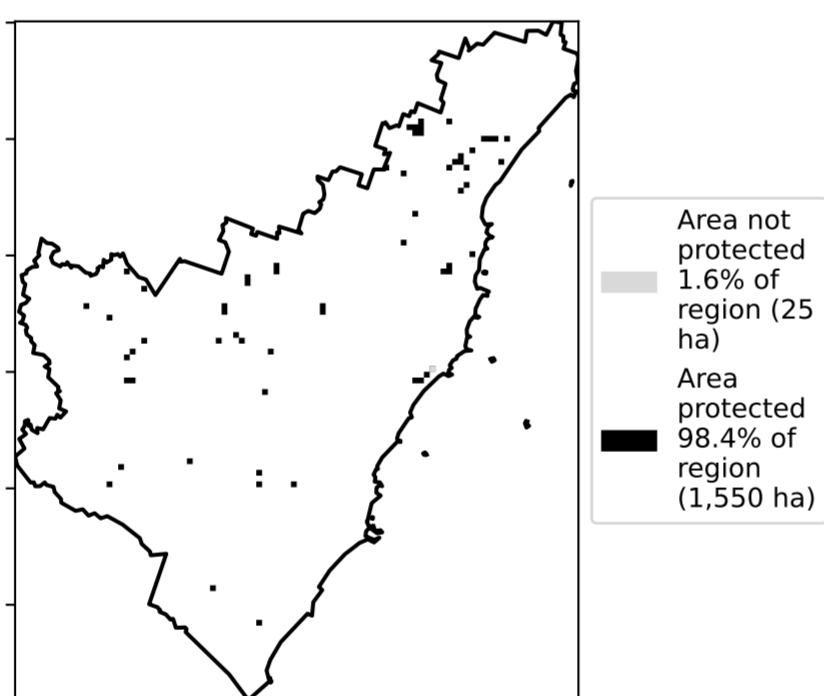 Area not
protected
1.6% of
region (25
ha)
Area
protected
98.4% of
region
(1,550 ha)